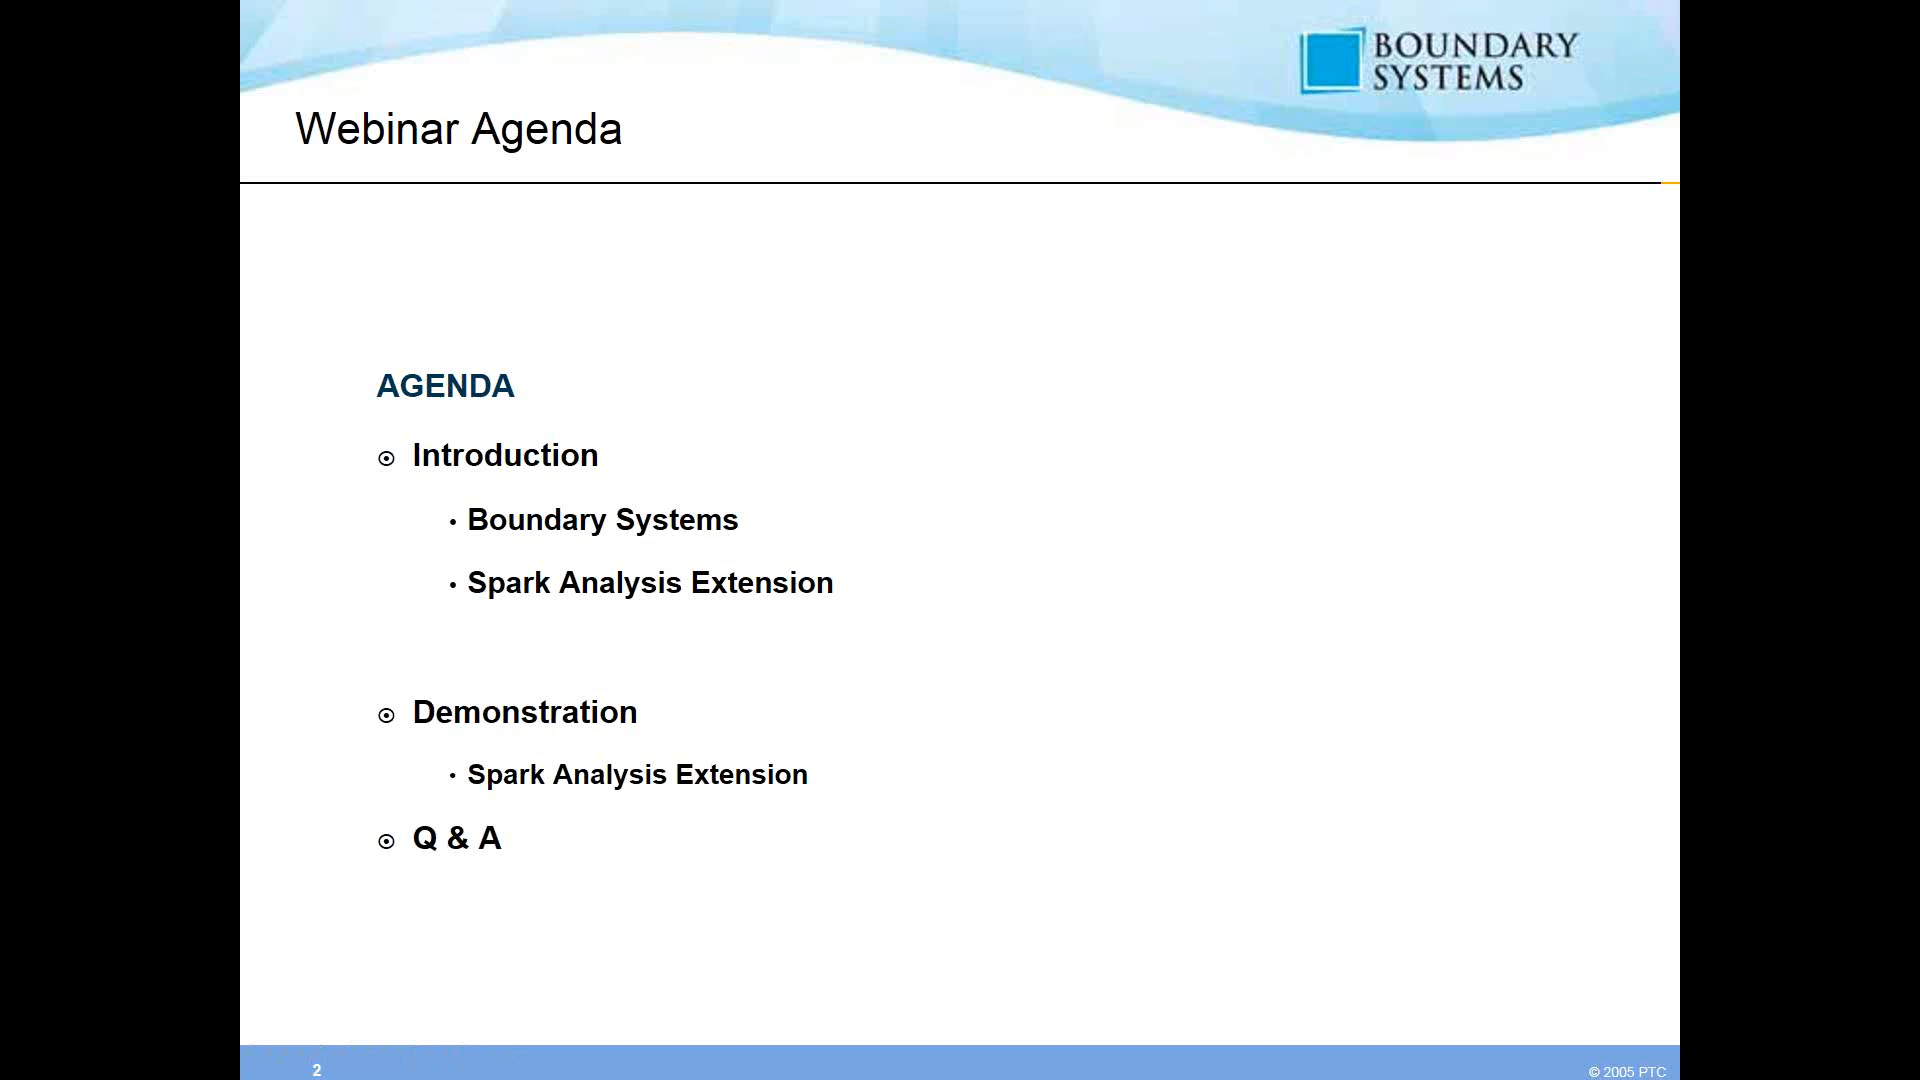 BOUNDARY
SYSTEMS
Webinar Agenda
AGENDA
Introduction
• Boundary Systems
• Spark Analysis Extension
Demonstration
• Spark Analysis Extension
Q & A
2
© 2005 PTC